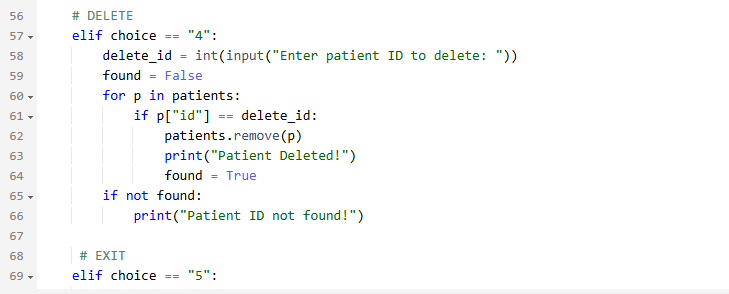 56 # DELETE
57 elif choice == "4":
58 delete_id = int(input("Enter patient ID to delete: "))
59 found = False
60 for p in patients:
61 if p["id"] == delete_id:
62 patients.remove(p)
63 print("Patient Deleted!")
64 found = True
65 if not found:
66 print("Patient ID not found!")
67
68 # EXIT
69 elif choice == "5":